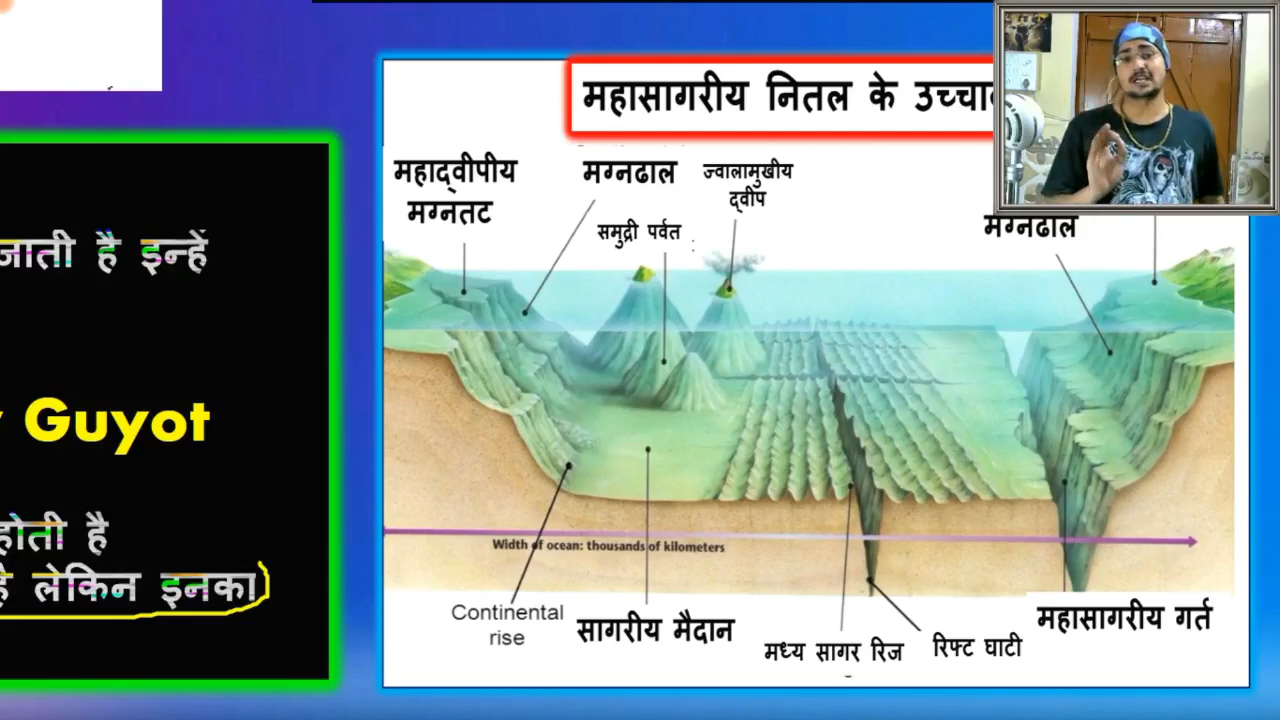 जाती है इन्हें
Guyot
होती है
है लेकिन इनका
महासागरीय नितल के
महाद्वीपीय
मग्नतट
मग्नढाल
ज्वालामुखीय
द्वीप
समुद्री पर्वत
मग्नढाल
Width of ocean: thousands of kilometers
Continental
rise
सागरीय मैदान
मध्य सागर रिज
रिफ्ट घाटी
महासागरीय गर्त